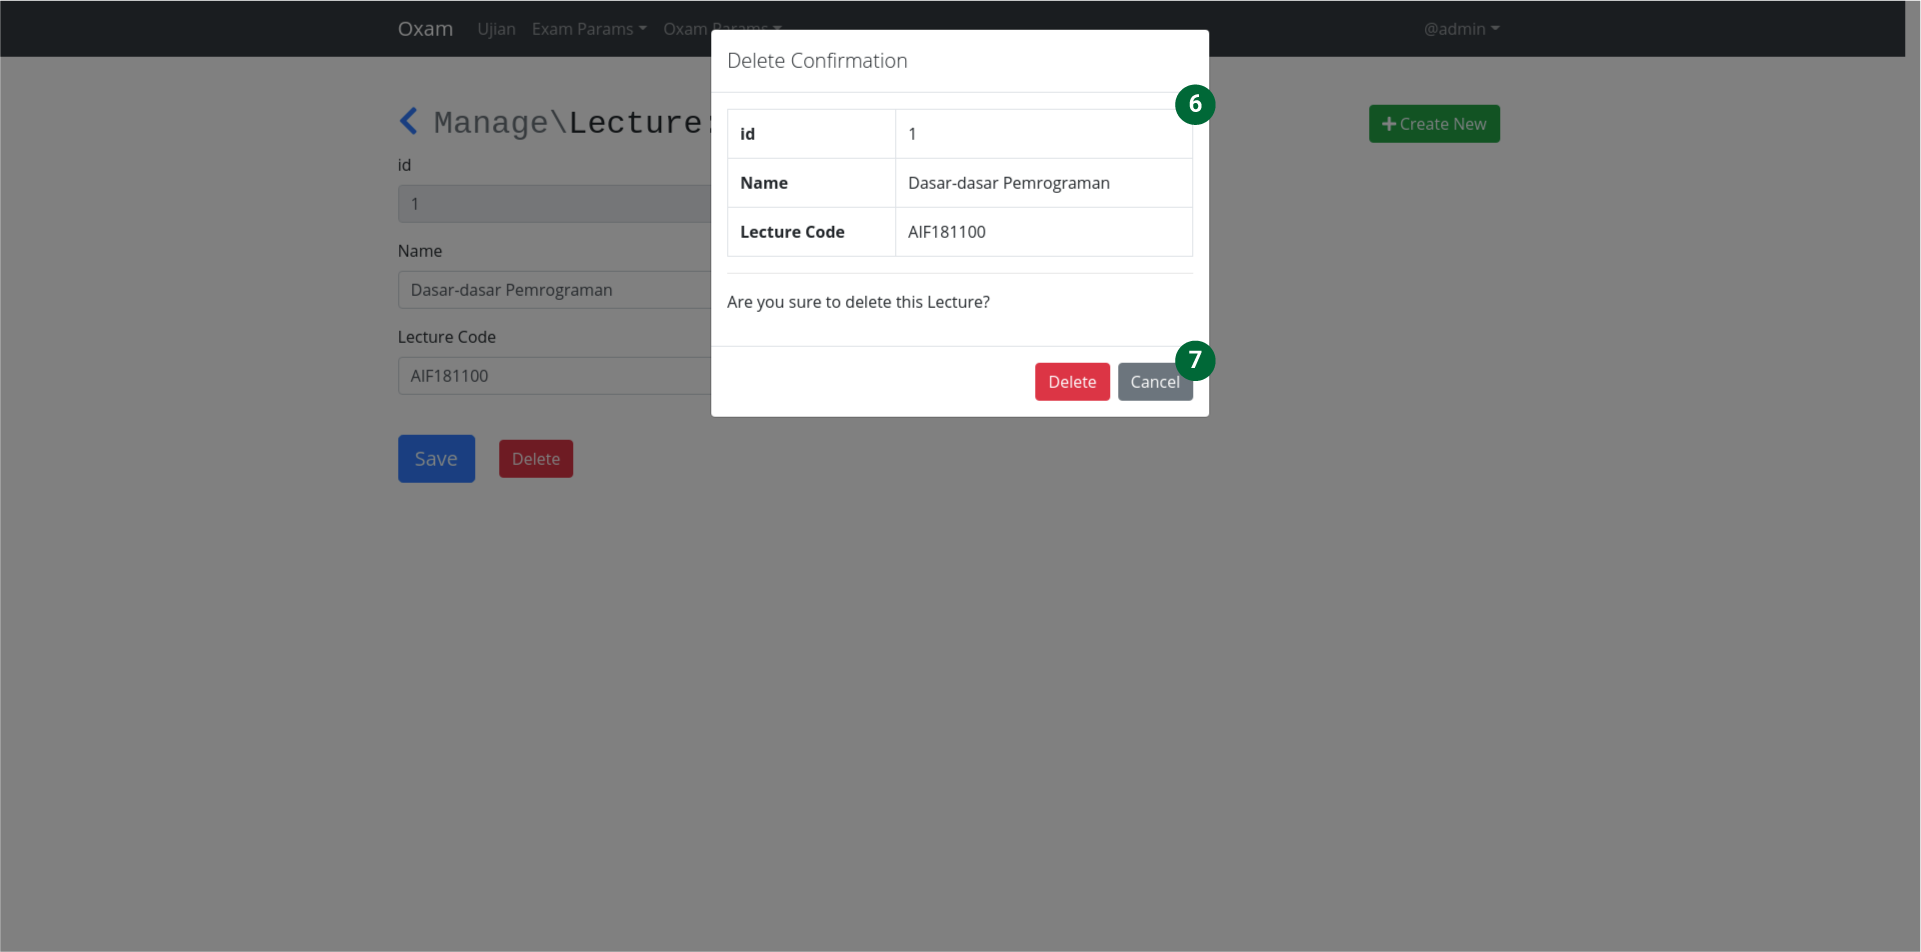 Oxam Ujian Exam Params Oxam Params @admin
Delete Confirmation
Manage\Lecture:
Create New
6
id 1
Name Dasar-dasar Pemrograman
Lecture Code AIF181100
Are you sure to delete this Lecture?
7
Delete Cancel
id
1
Name
Dasar-dasar Pemrograman
Lecture Code
AIF181100
Save Delete